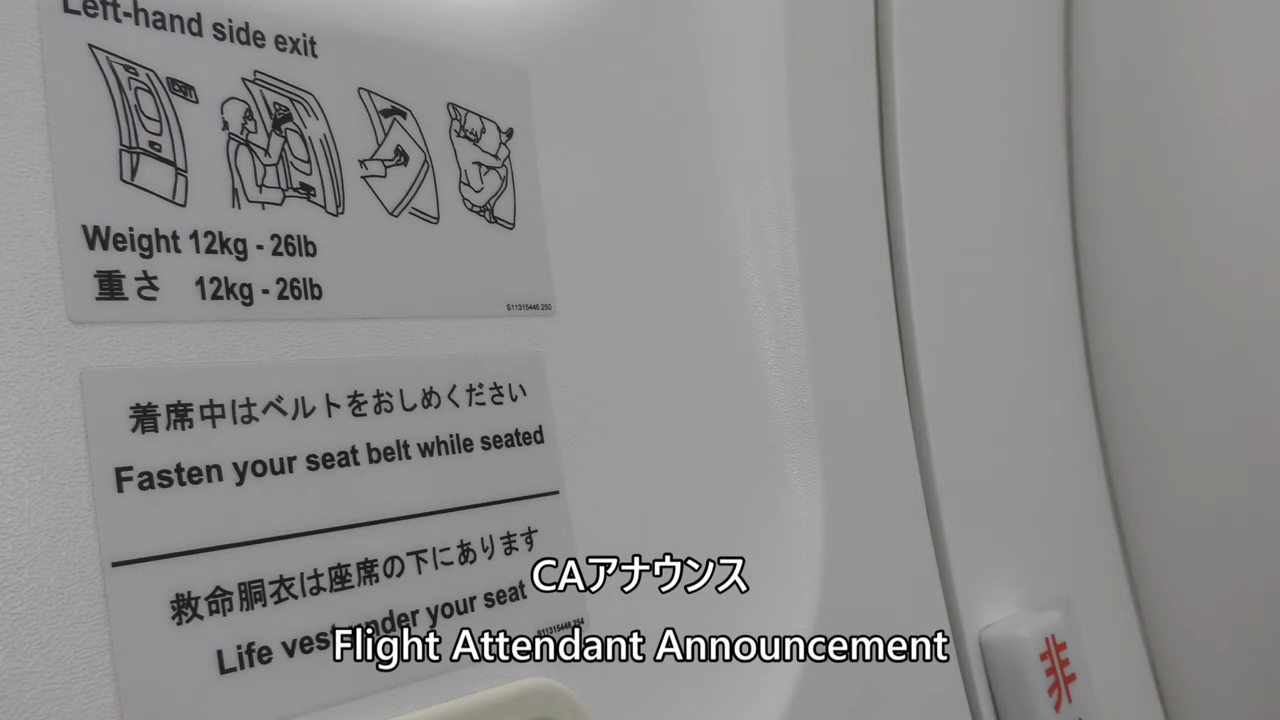 Left-hand side exit
EXIT
Weight 12kg - 26lb
重さ 12kg - 26lb
S11315446.250
着席中はベルトをおしめください
Fasten your seat belt while seated
救命胴衣は座席の下にあります
Life vest under your seat
S11315446.254
CAアナウンス
Flight Attendant Announcement
非